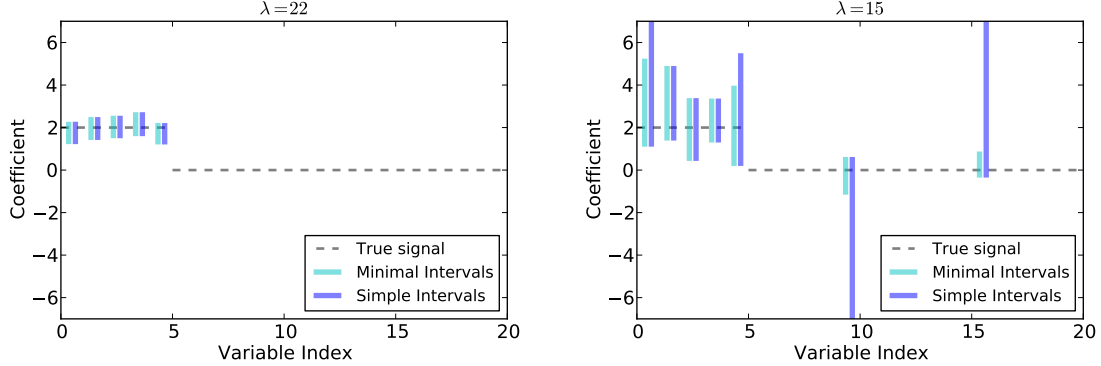 λ = 22
6
4
2
0
−2
−4
−6
Coefficient
True signal
Minimal Intervals
Simple Intervals
0
5
10
15
20
Variable Index
λ = 15
6
4
2
0
−2
−4
−6
Coefficient
True signal
Minimal Intervals
Simple Intervals
0
5
10
15
20
Variable Index